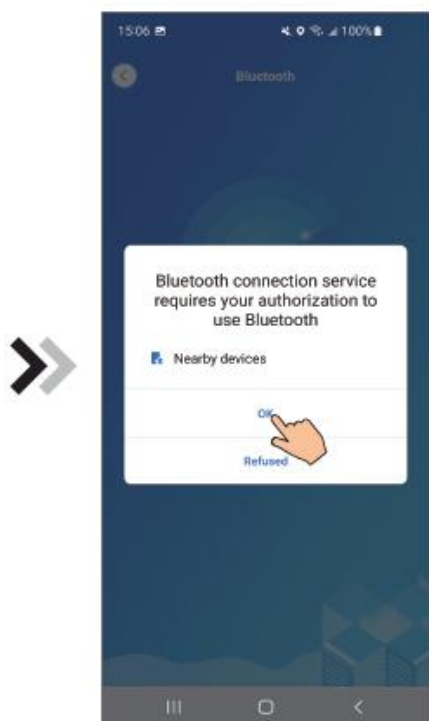 15:06 100%
Bluetooth
Bluetooth connection service
requires your authorization to
use Bluetooth
Nearby devices
OK
Refused